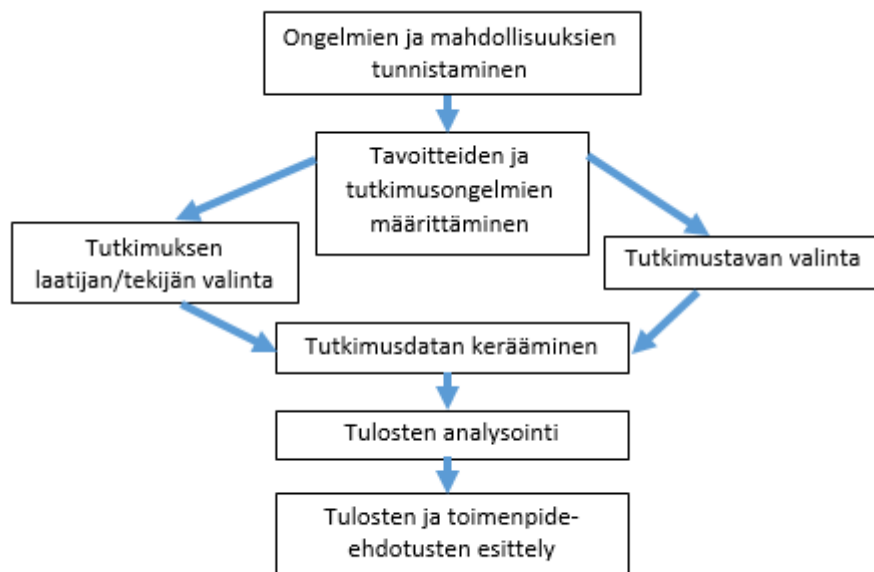 Ongelmien ja mahdollisuuksien
tunnistaminen
Tavoitteiden ja
tutkimusongelmien
määrittäminen
Tutkimuksen
laatijan/tekijän valinta
Tutkimustavan valinta
Tutkimusdatan kerääminen
Tulosten analysointi
Tulosten ja toimenpide-
ehdotusten esittely